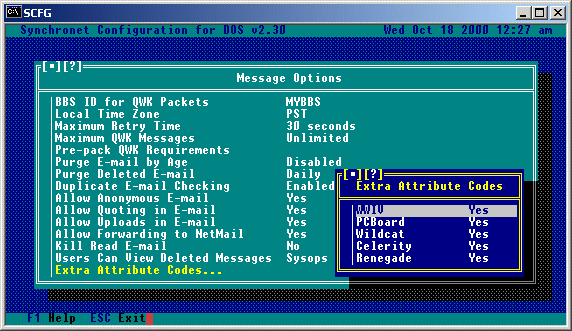 SCFG
Synchronet Configuration for DOS v2.30 Wed Oct 18 2000 12:27 am
[■][?]
Message Options
BBS ID for QWK Packets MYBBS
Local Time Zone PST
Maximum Retry Time 30 seconds
Maximum QWK Messages Unlimited
Pre-pack QWK Requirements
Purge E-mail by Age Disabled
Purge Deleted E-mail Daily
Duplicate E-mail Checking Enabled
Allow Anonymous E-mail Yes
Allow Quoting in E-mail Yes
Allow Uploads in E-mail Yes
Allow Forwarding to NetMail Yes
Kill Read E-mail No
Users Can View Deleted Messages Sysops
Extra Attribute Codes...
[■][?]
Extra Attribute Codes
WWIV Yes
PCBoard Yes
Wildcat Yes
Celerity Yes
Renegade Yes
F1 Help ESC Exit